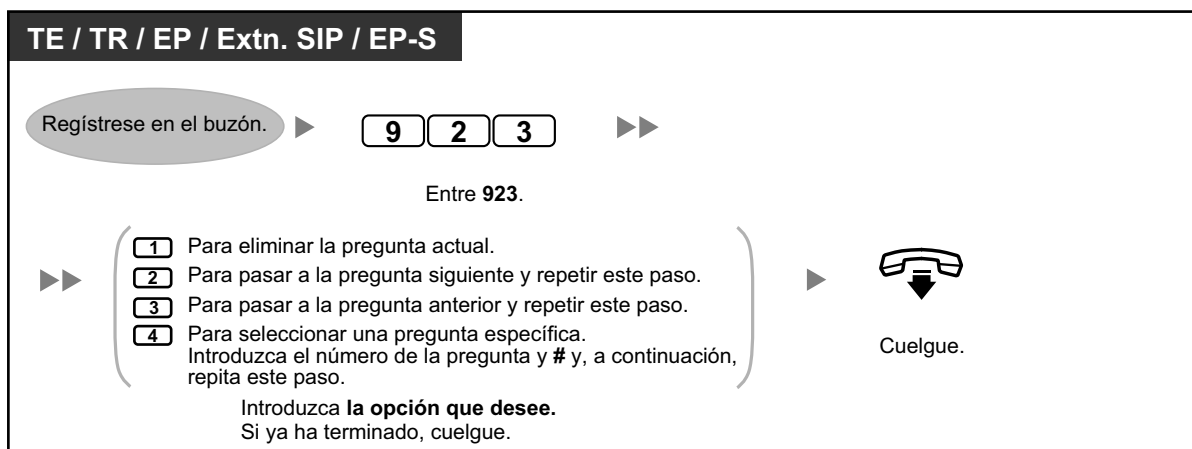 TE / TR / EP / Extn. SIP / EP-S
Regístrese en el buzón.
9 2 3
Entre 923.
1 Para eliminar la pregunta actual.
2 Para pasar a la pregunta siguiente y repetir este paso.
3 Para pasar a la pregunta anterior y repetir este paso.
4 Para seleccionar una pregunta específica.
Introduzca el número de la pregunta y # y, a continuación,
repita este paso.
Introduzca la opción que desee.
Si ya ha terminado, cuelgue.
Cuelgue.